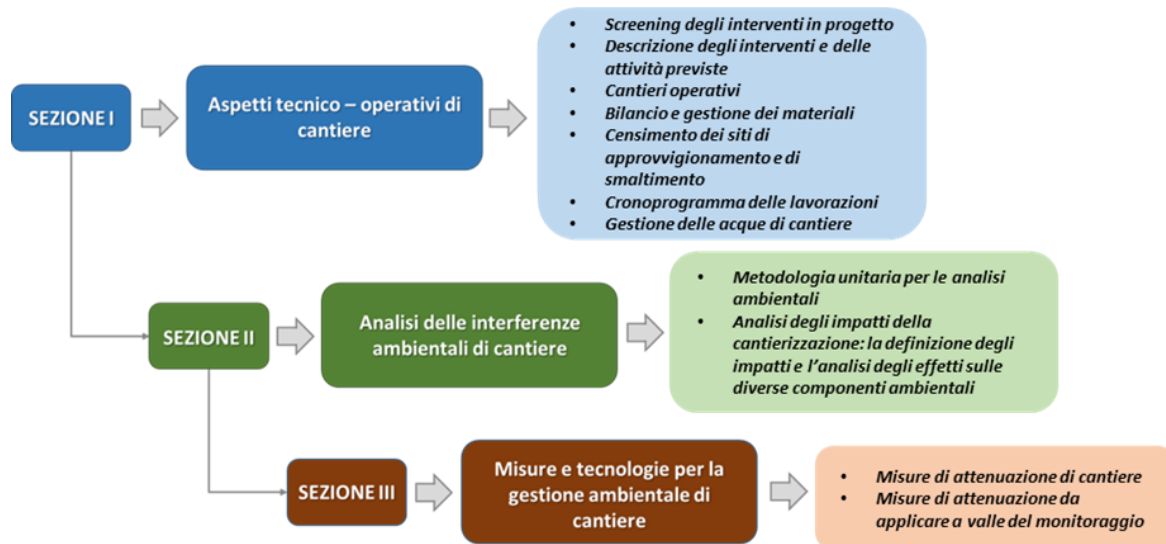 SEZIONE I
Aspetti tecnico – operativi di
cantiere
• Screening degli interventi in progetto
• Descrizione degli interventi e delle
attività previste
• Cantieri operativi
• Bilancio e gestione dei materiali
• Censimento dei siti di
approvvigionamento e di
smaltimento
• Cronoprogramma delle lavorazioni
• Gestione delle acque di cantiere
SEZIONE II
Analisi delle interferenze
ambientali di cantiere
• Metodologia unitaria per le analisi
ambientali
• Analisi degli impatti della
cantierizzazione: la definizione degli
impatti e l'analisi degli effetti sulle
diverse componenti ambientali
SEZIONE III
Misure e tecnologie per la
gestione ambientale di
cantiere
• Misure di attenuazione di cantiere
• Misure di attenuazione da
applicare a valle del monitoraggio